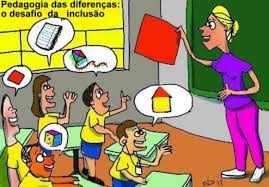 Pedagogia das diferenças:
o desafio da inclusão